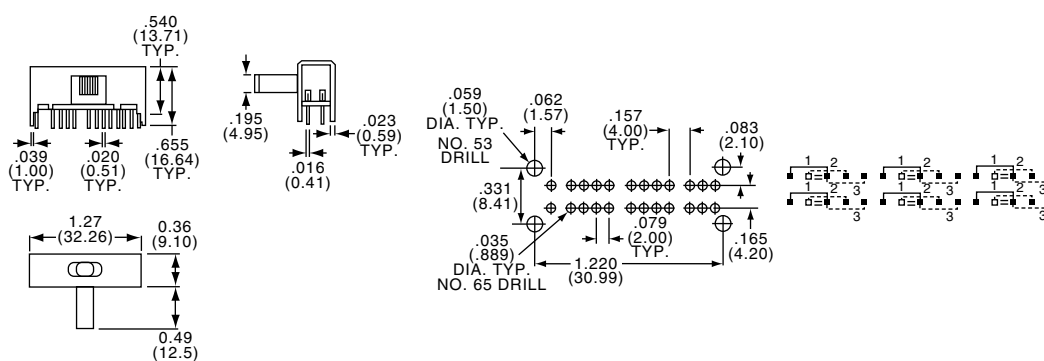 .540
(13.71)
TYP.
.655
(16.64)
TYP.
.039
(1.00)
TYP.
.020
(0.51)
TYP.
.195
(4.95)
.023
(0.59)
TYP.
.016
(0.41)
1.27
(32.26)
0.36
(9.10)
0.49
(12.5)
.059
(1.50)
DIA. TYP.
NO. 53
DRILL
.062
(1.57)
.157
(4.00)
TYP.
.083
(2.10)
.331
(8.41)
.035
(.889)
DIA. TYP.
NO. 65 DRILL
.079
(2.00)
TYP.
.165
(4.20)
1.220
(30.99)
1 2 1 2 1 2
3 3 3
1 2 1 2 1 2
3 3 3